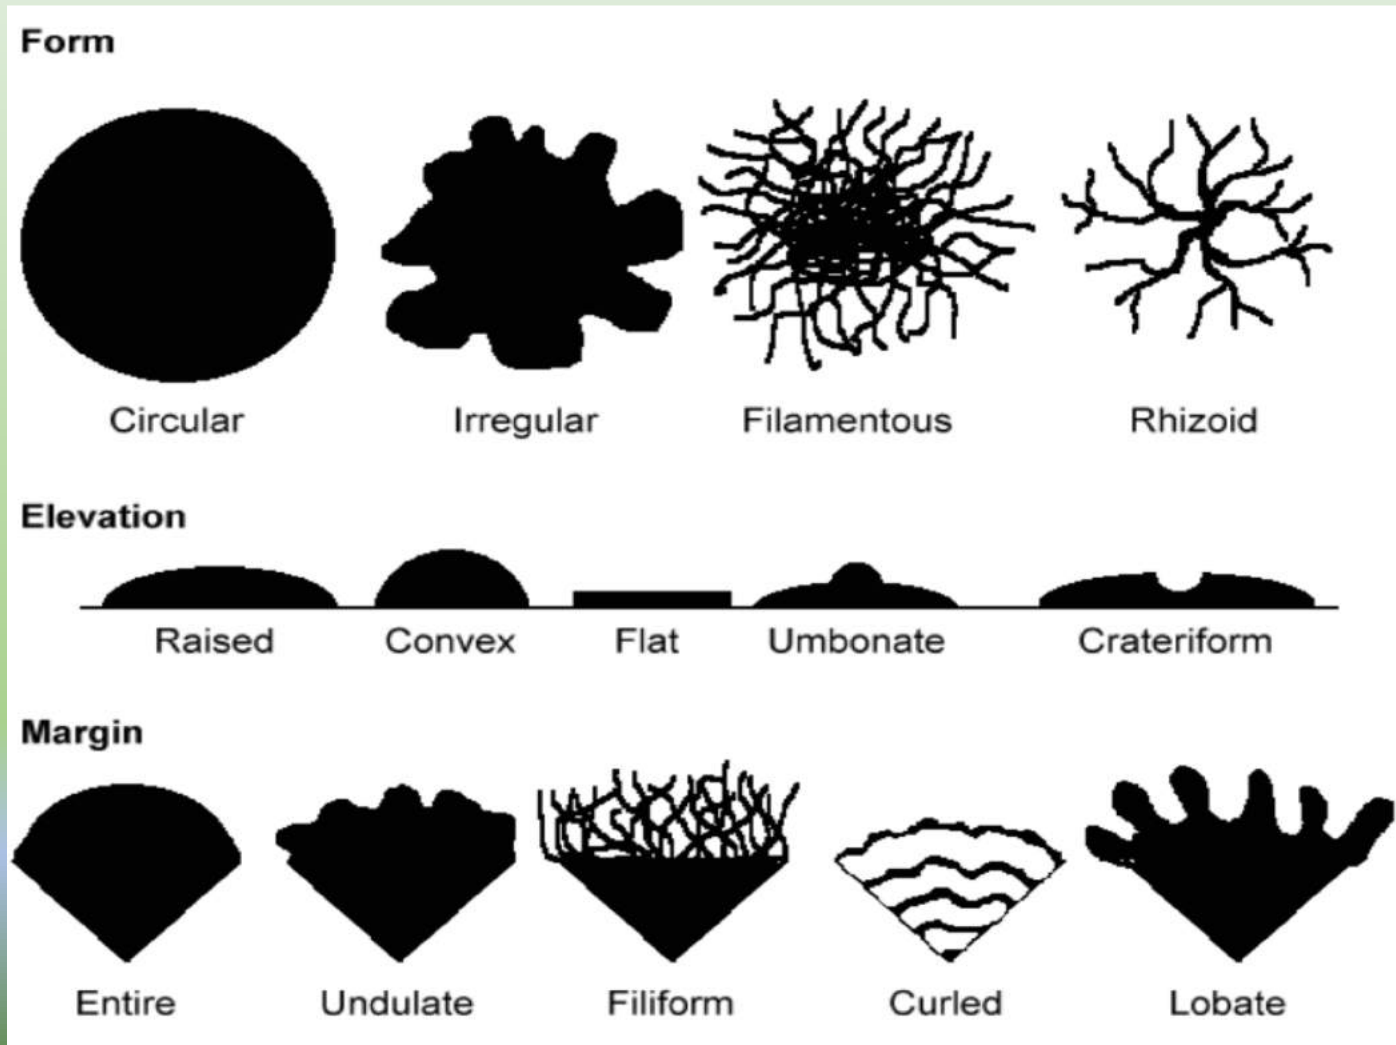 Form
Circular Irregular Filamentous Rhizoid
Elevation
Raised Convex Flat Umbonate Crateriform
Margin
Entire Undulate Filiform Curled Lobate